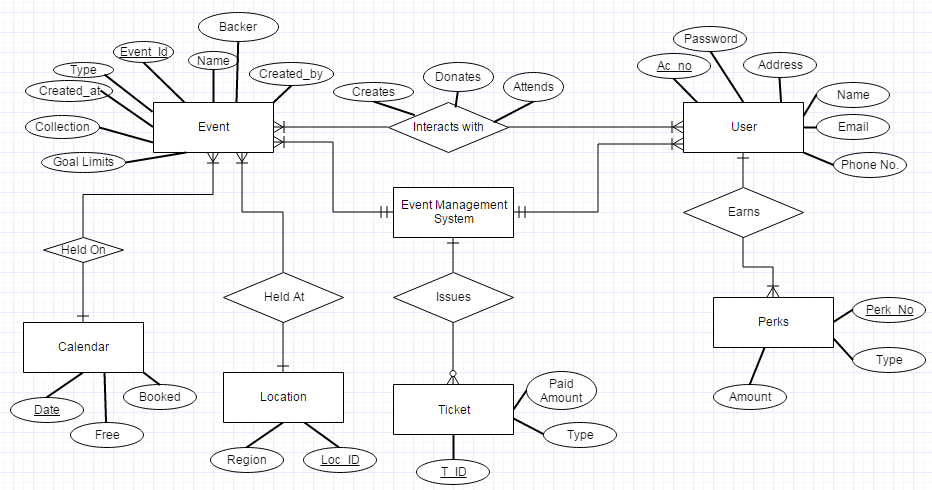 Backer
Event_Id
Name
Type
Created_by
Created_at
Collection
Goal Limits
Event
Creates
Donates
Attends
Interacts with
Password
Ac_no
Address
Name
Email
Phone No.
User
Event Management
System
Earns
Held On
Held At
Issues
Perks
Perk_No
Type
Amount
Calendar
Date
Free
Booked
Location
Region
Loc_ID
Ticket
Paid
Amount
Type
T_ID